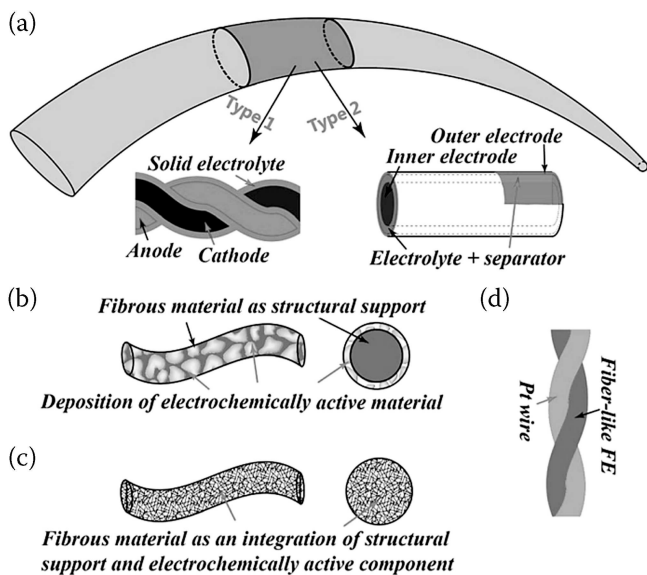 (a)
Type 1
Type 2
Solid electrolyte
Anode
Cathode
Outer electrode
Inner electrode
Electrolyte + separator
(b)
Fibrous material as structural support
Deposition of electrochemically active material
(c)
Fibrous material as an integration of structural
support and electrochemically active component
(d)
Pt wire
Fiber-like FE